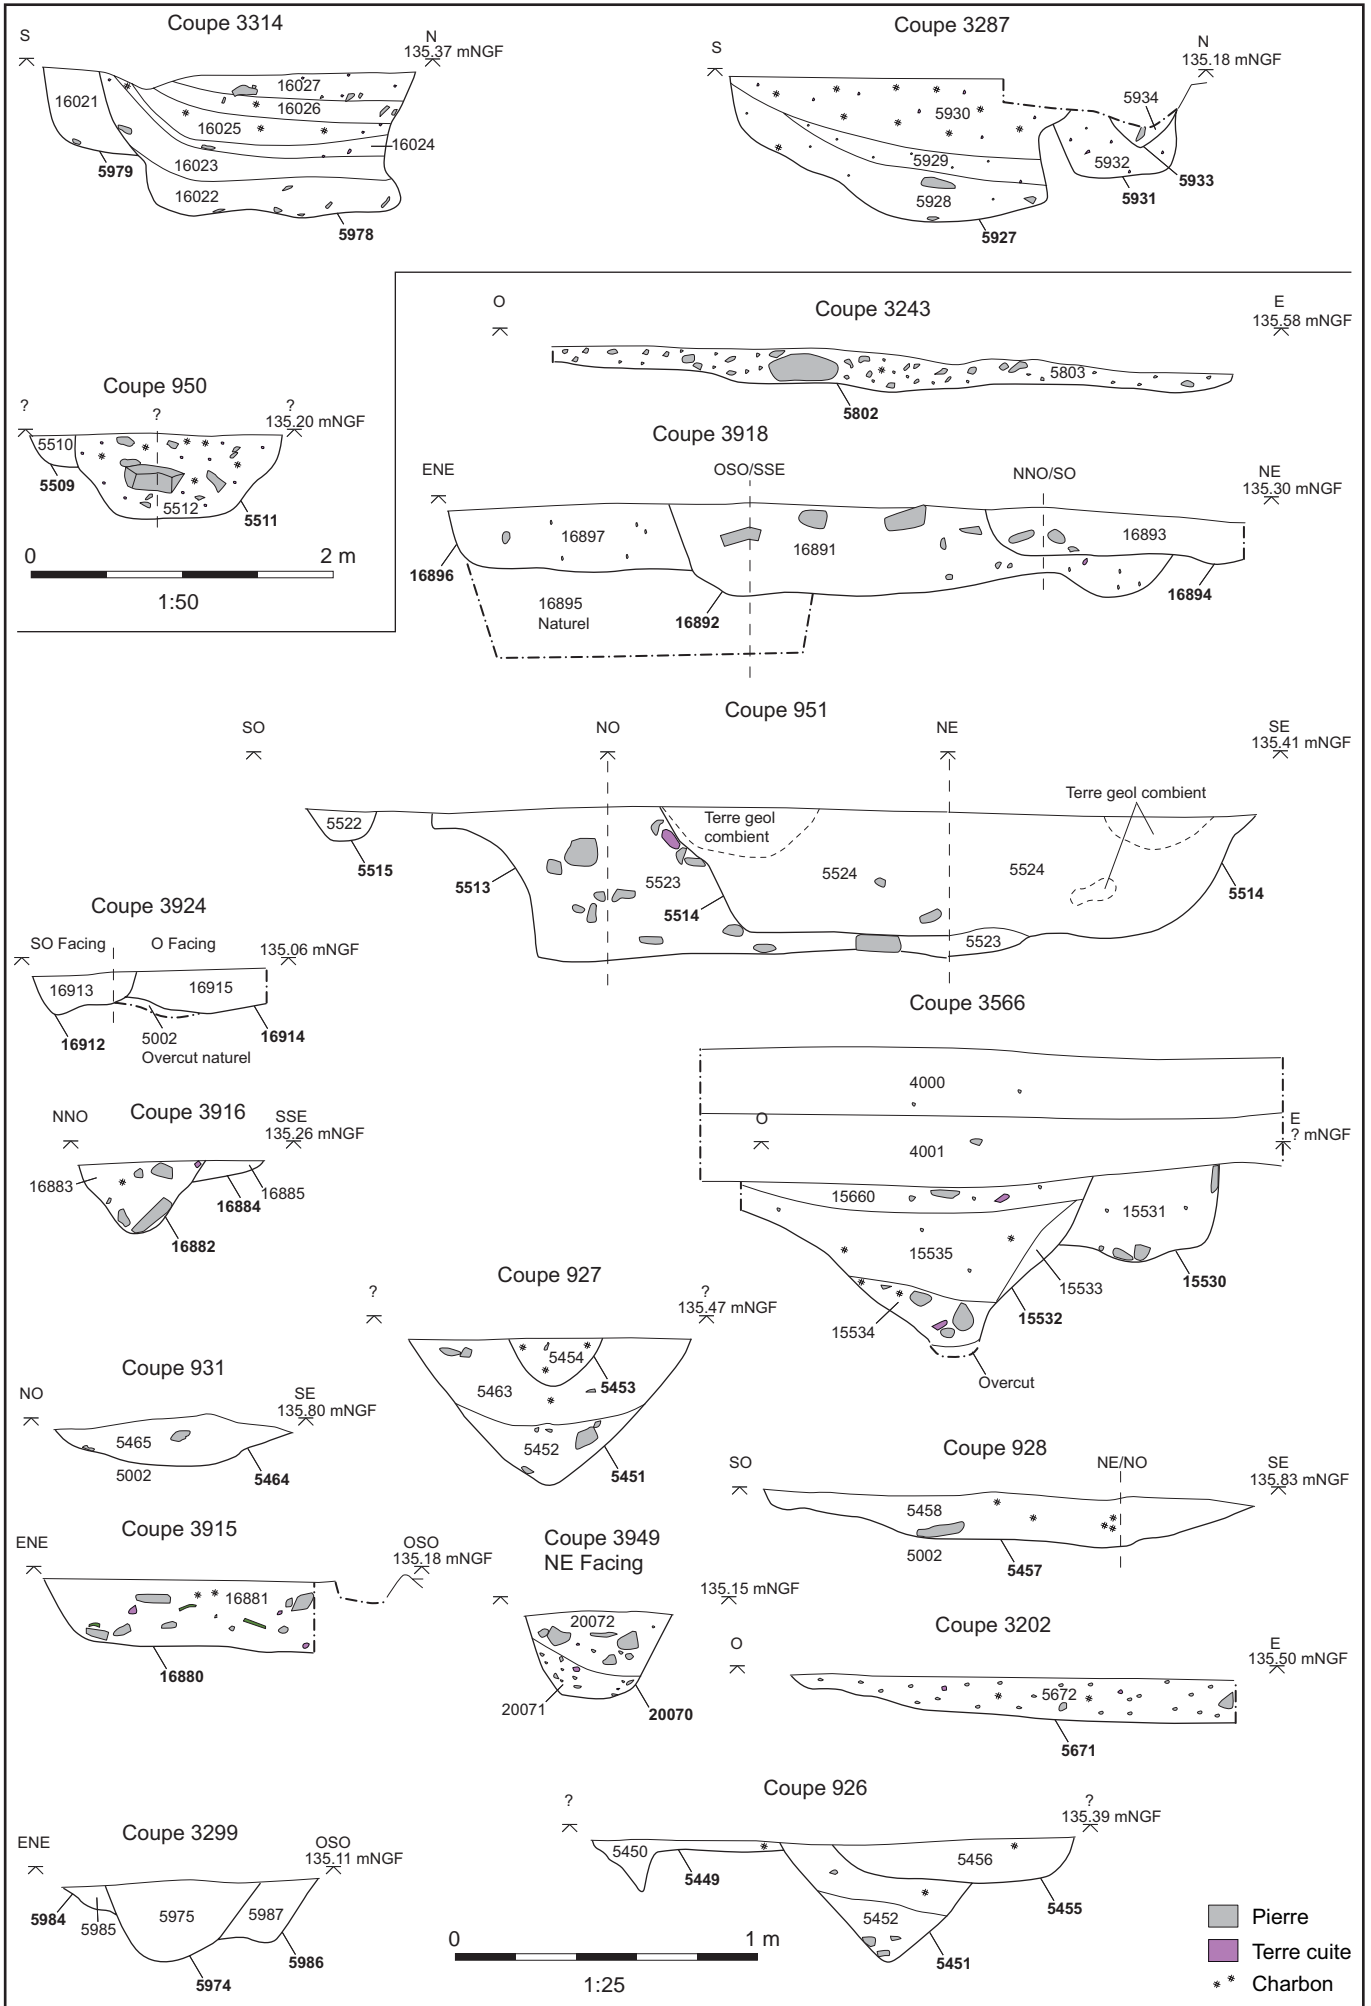 Coupe 3314
S
N
135.37 mNGF
16021
16027
16026
16025
16024
16023
16022
5979
5978
Coupe 3287
S
N
135.18 mNGF
5930
5934
5929
5932
5928
5933
5931
5927
Coupe 950
?
?
?
135.20 mNGF
5510
5509
5512
5511
0
2 m
1:50
Coupe 3243
O
E
135.58 mNGF
5803
5802
Coupe 3918
ENE
OSO/SSE
NNO/SO
NE
135.30 mNGF
16897
16891
16893
16896
16895
Naturel
16892
16894
Coupe 951
SO
NO
NE
SE
135.41 mNGF
Terre geol combient
Terre geol
combient
5522
5515
5513
5523
5514
5524
5524
5514
5523
Coupe 3924
SO Facing
O Facing
135.06 mNGF
16913
16915
16912
5002
Overcut naturel
16914
Coupe 3566
4000
O
E
? mNGF
4001
15660
15531
15535
15533
15530
15534
15532
Overcut
Coupe 3916
NNO
SSE
135.26 mNGF
16883
16885
16884
16882
Coupe 927
?
?
135.47 mNGF
5454
5463
5453
5452
5451
Coupe 931
NO
SE
135.80 mNGF
5465
5002
5464
Coupe 928
SO
NE/NO
SE
135.83 mNGF
5458
5002
5457
Coupe 3915
ENE
OSO
135.18 mNGF
16881
16880
Coupe 3949
NE Facing
135.15 mNGF
20072
20071
20070
Coupe 3202
O
E
135.50 mNGF
5672
5671
Coupe 3299
ENE
OSO
135.11 mNGF
5984
5985
5975
5987
5986
5974
Coupe 926
?
?
135.39 mNGF
5450
5449
5456
5455
5452
5451
0
1 m
1:25
Pierre
Terre cuite
Charbon